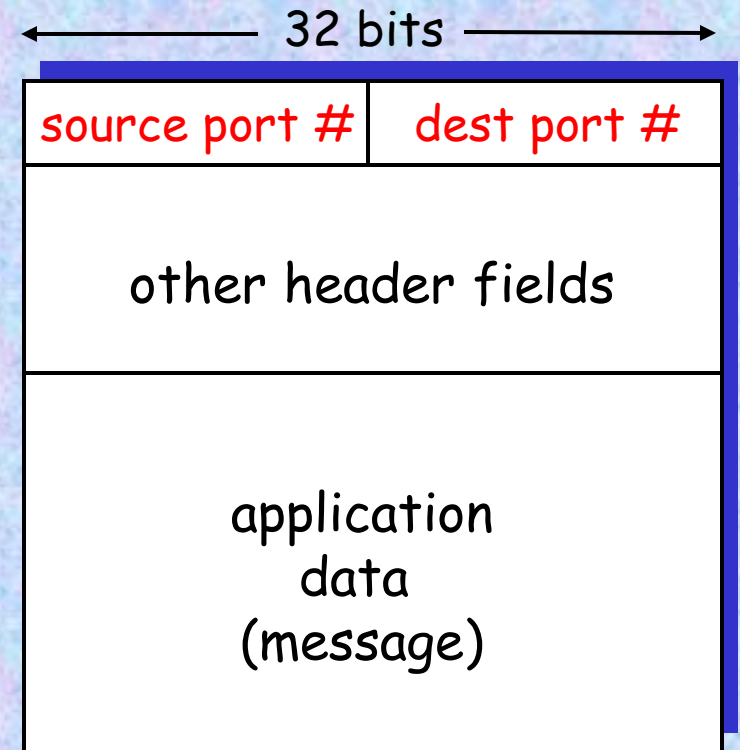 32 bits
source port # dest port #
other header fields
application
data
(message)